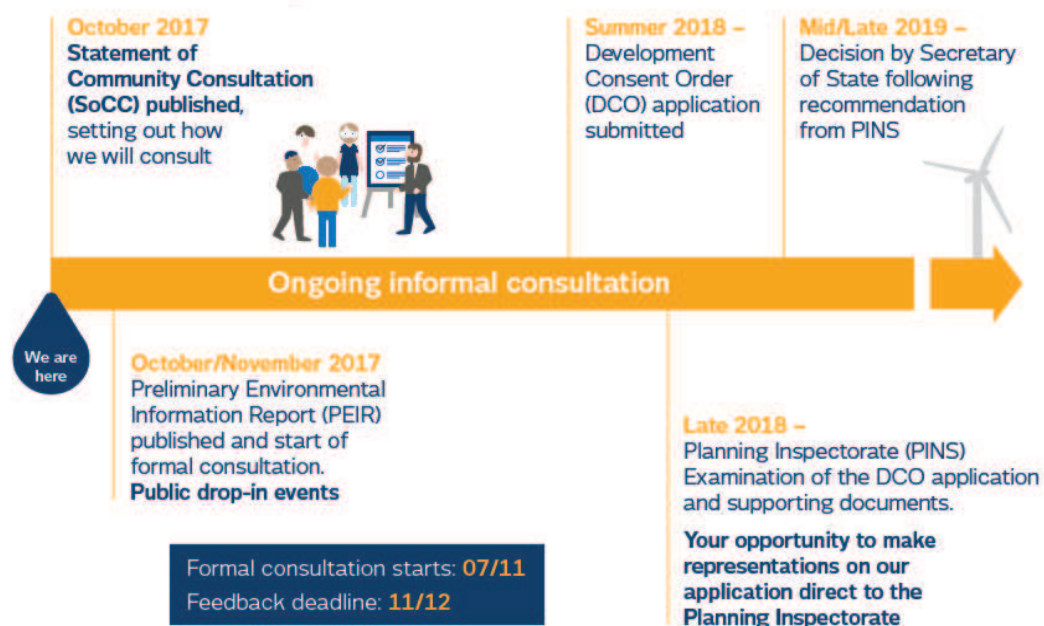 October 2017
Statement of
Community Consultation
(SoCC) published,
setting out how
we will consult
Summer 2018 –
Development
Consent Order
(DCO) application
submitted
Mid/Late 2019 –
Decision by Secretary
of State following
recommendation
from PINS
Ongoing informal consultation
We are
here
October/November 2017
Preliminary Environmental
Information Report (PEIR)
published and start of
formal consultation.
Public drop-in events
Late 2018 –
Planning Inspectorate (PINS)
Examination of the DCO application
and supporting documents.
Your opportunity to make
representations on our
application direct to the
Planning Inspectorate
Formal consultation starts: 07/11
Feedback deadline: 11/12